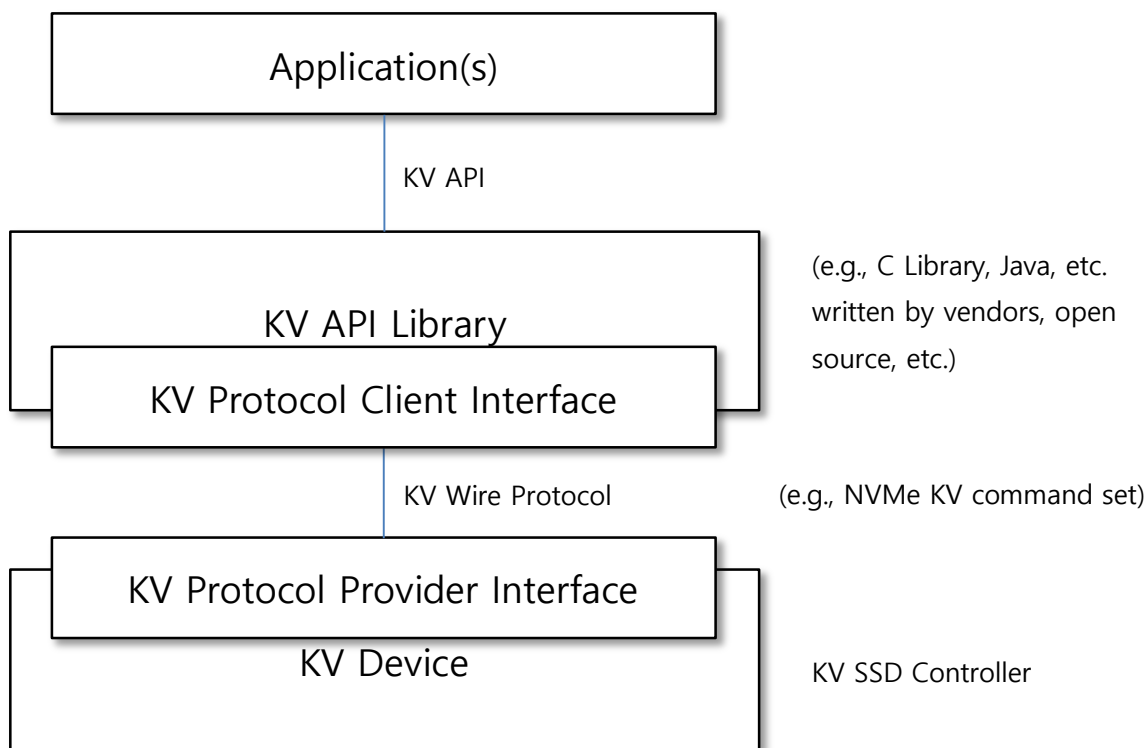 Application(s)
KV API
KV API Library
(e.g., C Library, Java, etc.
written by vendors, open
source, etc.)
KV Protocol Client Interface
KV Wire Protocol
(e.g., NVMe KV command set)
KV Protocol Provider Interface
KV Device
KV SSD Controller